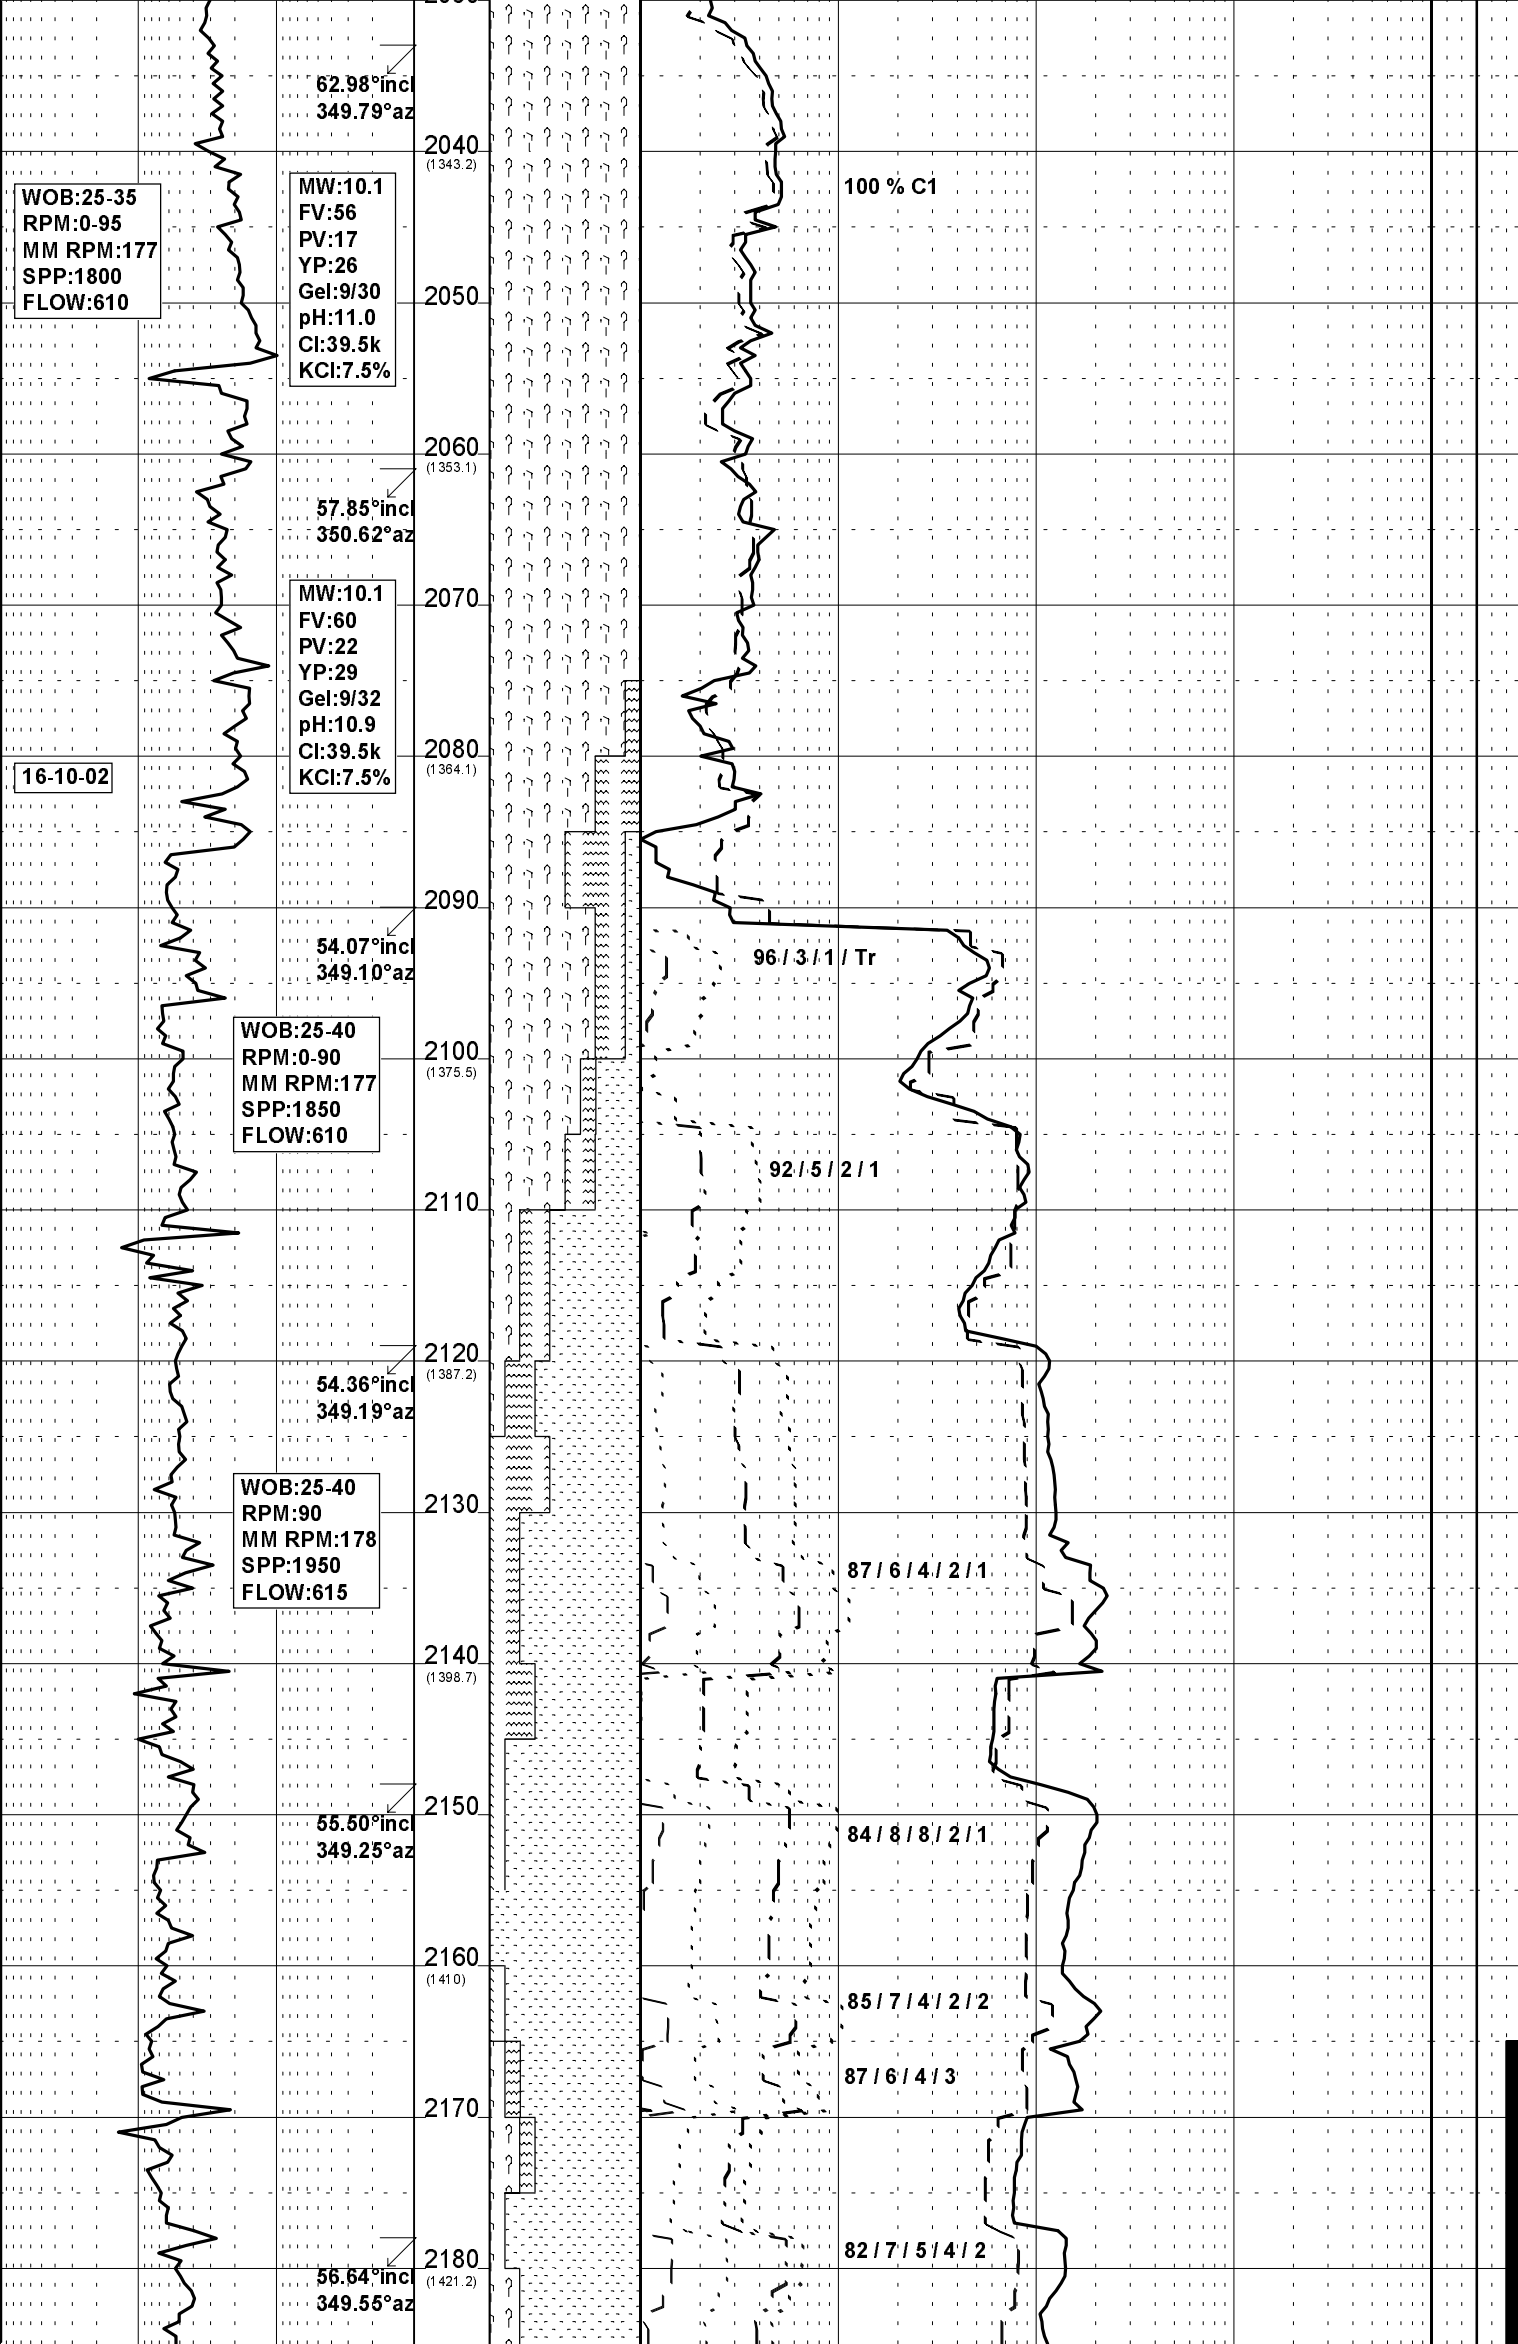 62.98°incl
349.79°az
2040
(1343.2)
WOB:25-35
RPM:0-95
MM RPM:177
SPP:1800
FLOW:610
MW:10.1
FV:56
PV:17
YP:26
Gel:9/30
pH:11.0
Cl:39.5k
KCl:7.5%
100 % C1
2050
2060
(1353.1)
57.85°incl
350.62°az
MW:10.1
FV:60
PV:22
YP:29
Gel:9/32
pH:10.9
Cl:39.5k
KCl:7.5%
2070
2080
(1364.1)
16-10-02
2090
54.07°incl
349.10°az
96 / 3 / 1 / Tr
WOB:25-40
RPM:0-90
MM RPM:177
SPP:1850
FLOW:610
2100
(1375.5)
92 / 5 / 2 / 1
2110
2120
(1387.2)
54.36°incl
349.19°az
WOB:25-40
RPM:90
MM RPM:178
SPP:1950
FLOW:615
2130
87 / 6 / 4 / 2 / 1
2140
(1398.7)
2150
55.50°incl
349.25°az
84 / 8 / 8 / 2 / 1
2160
(1410)
85 / 7 / 4 / 2 / 2
87 / 6 / 4 / 3
2170
82 / 7 / 5 / 4 / 2
2180
(1421.2)
56.64°incl
349.55°az